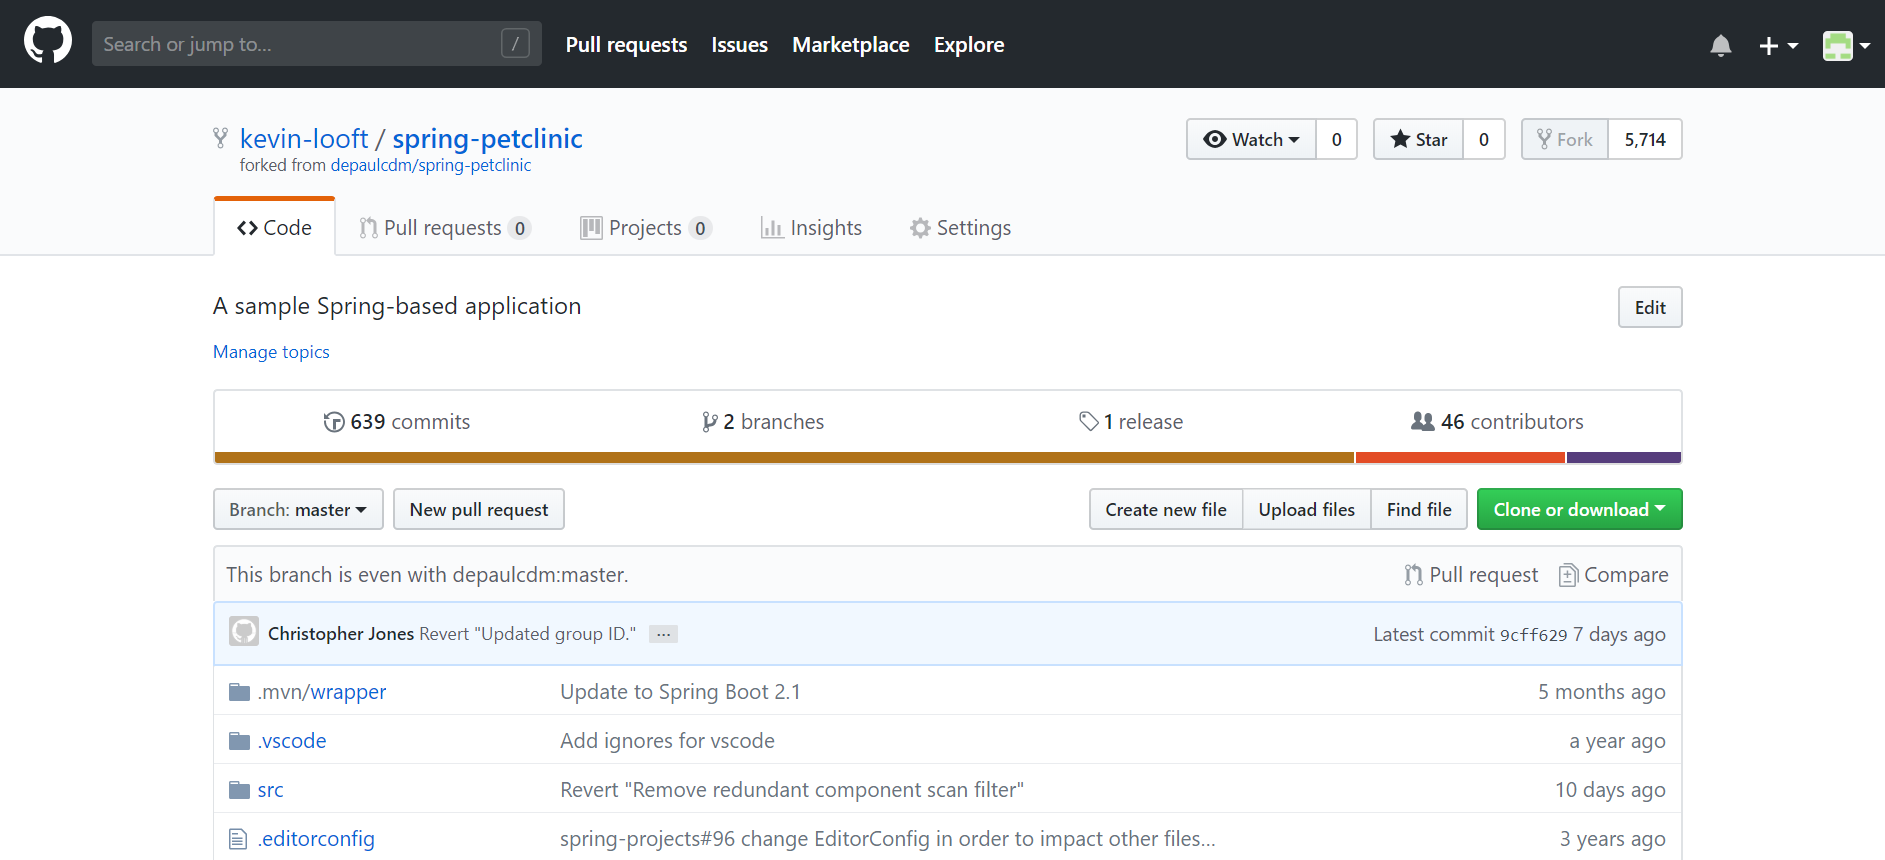 Search or jump to... / Pull requests Issues Marketplace Explore
kevin-looft / spring-petclinic Watch 0 Star 0 Fork 5,714
forked from depaulcdm/spring-petclinic
Code Pull requests 0 Projects 0 Insights Settings
A sample Spring-based application Edit
Manage topics
639 commits 2 branches 1 release 46 contributors
Branch: master New pull request Create new file Upload files Find file Clone or download
This branch is even with depaulcdm:master. Pull request Compare
Christopher Jones Revert "Updated group ID." ... Latest commit 9cff629 7 days ago
.mvn/wrapper Update to Spring Boot 2.1 5 months ago
.vscode Add ignores for vscode a year ago
src Revert "Remove redundant component scan filter" 10 days ago
.editorconfig spring-projects#96 change EditorConfig in order to impact other files... 3 years ago